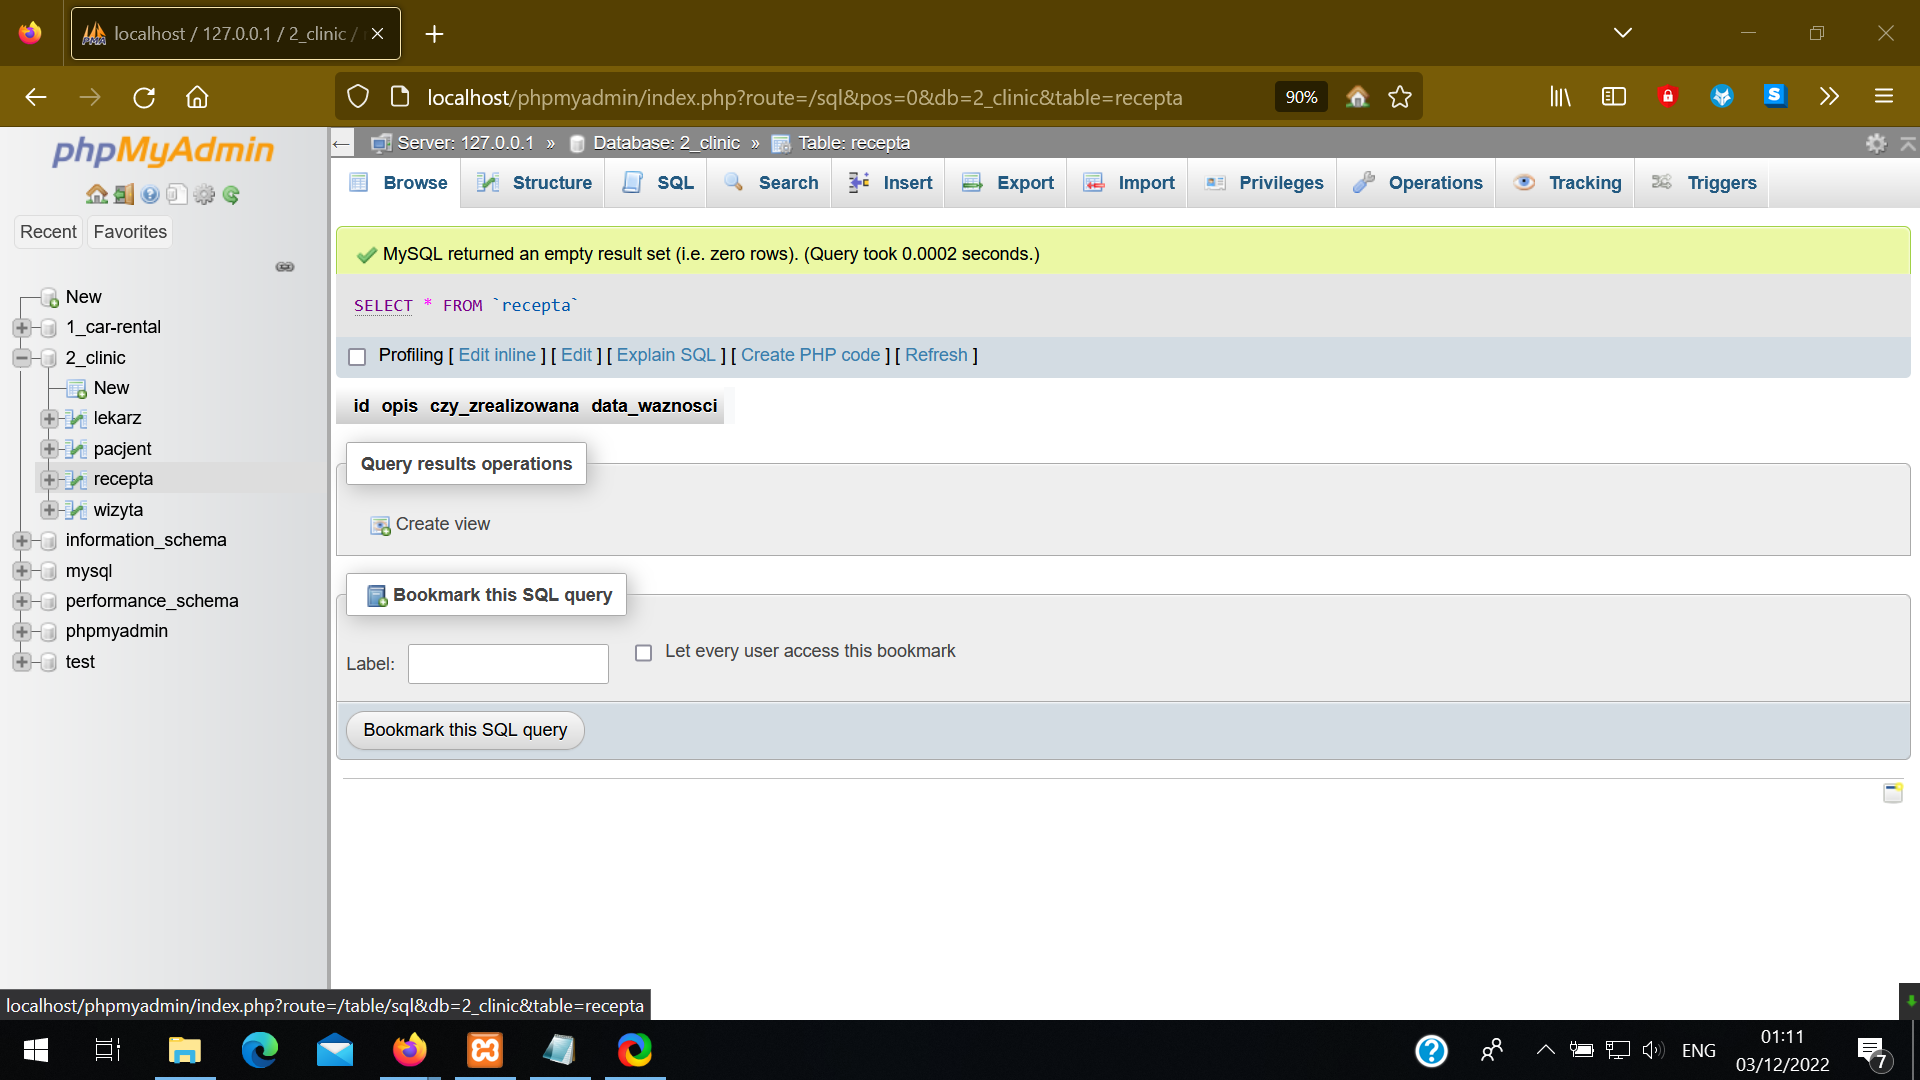 localhost / 127.0.0.1 / 2_clinic /
localhost/phpmyadmin/index.php?route=/sql&pos=0&db=2_clinic&table=recepta
90%
phpMyAdmin
Recent
Favorites
New
1_car-rental
2_clinic
New
lekarz
pacjent
recepta
wizyta
information_schema
mysql
performance_schema
phpmyadmin
test
Server: 127.0.0.1 » Database: 2_clinic » Table: recepta
Browse Structure SQL Search Insert Export Import Privileges Operations Tracking Triggers
MySQL returned an empty result set (i.e. zero rows). (Query took 0.0002 seconds.)
SELECT * FROM `recepta`
Profiling [ Edit inline ] [ Edit ] [ Explain SQL ] [ Create PHP code ] [ Refresh ]
id opis czy_zrealizowana data_waznosci
Query results operations
Create view
Bookmark this SQL query
Label:
Let every user access this bookmark
Bookmark this SQL query
localhost/phpmyadmin/index.php?route=/table/sql&db=2_clinic&table=recepta
ENG
01:11
03/12/2022
7